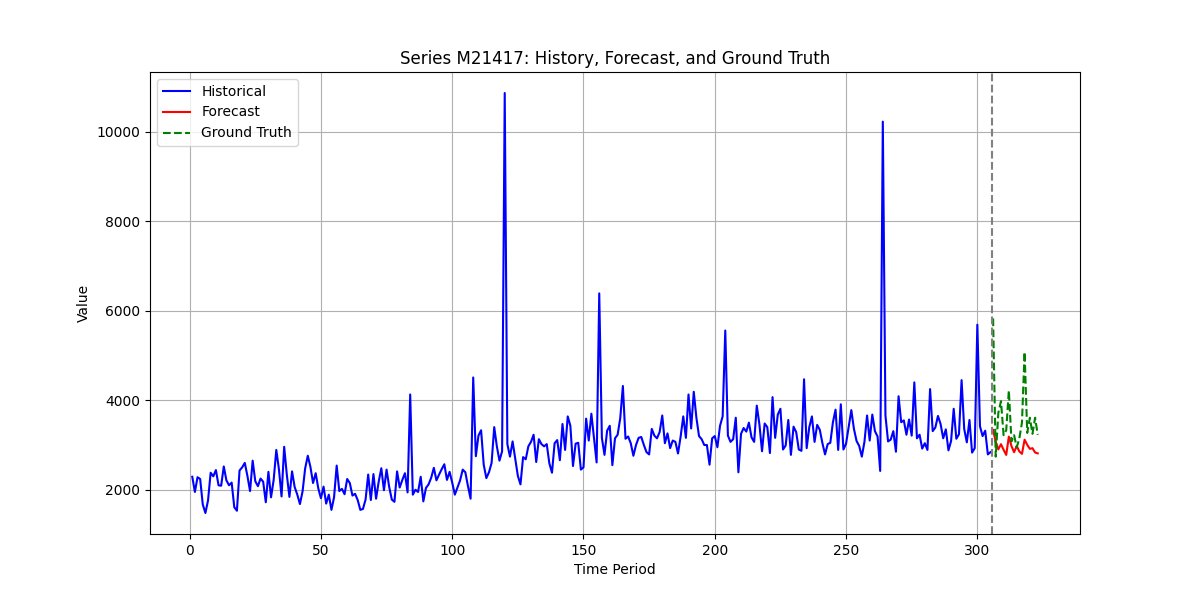 Series M21417: History, Forecast, and Ground Truth
Historical
Forecast
Ground Truth
10000
8000
6000
4000
2000
Value
0
50
100
150
200
250
300
Time Period